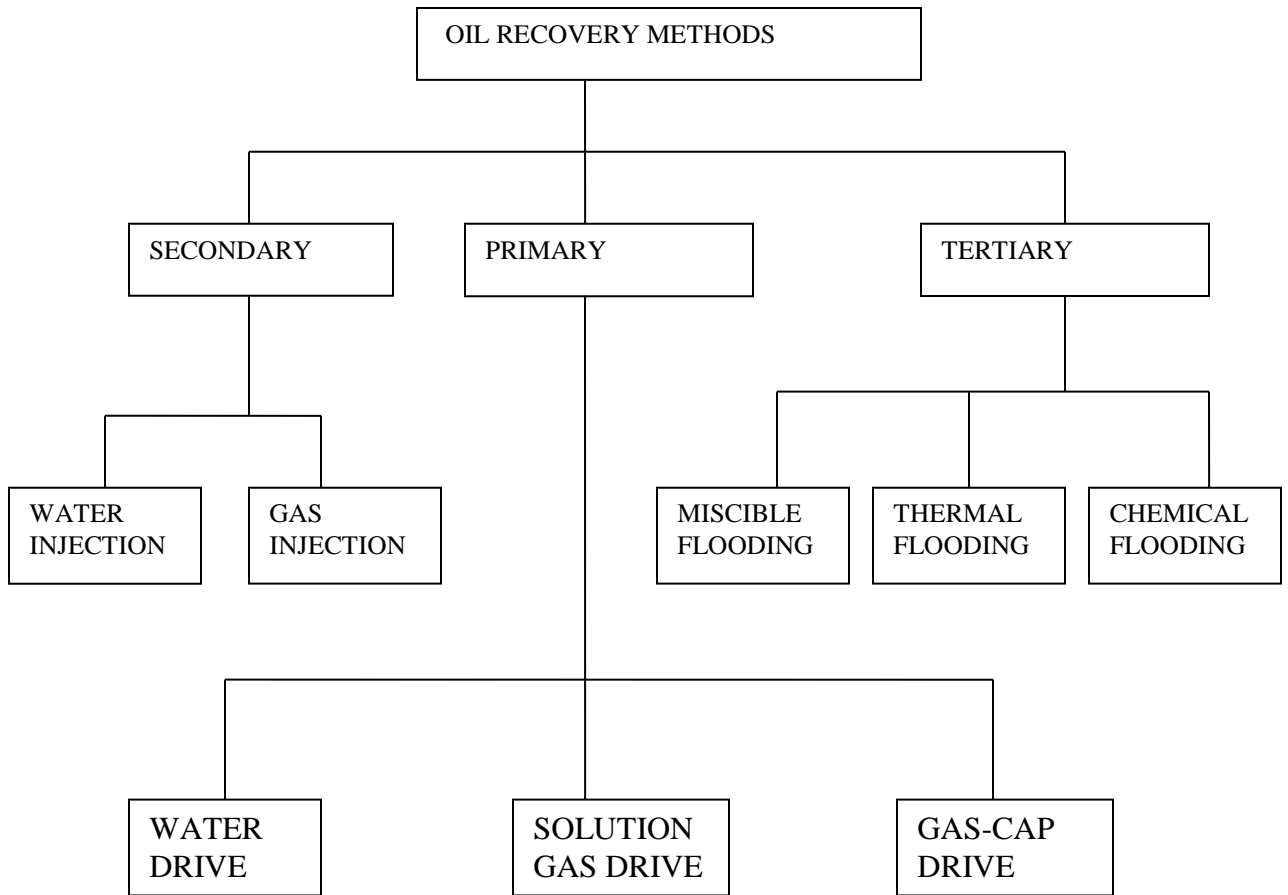 OIL RECOVERY METHODS
SECONDARY
PRIMARY
TERTIARY
WATER
INJECTION
GAS
INJECTION
MISCIBLE
FLOODING
THERMAL
FLOODING
CHEMICAL
FLOODING
WATER
DRIVE
SOLUTION
GAS DRIVE
GAS-CAP
DRIVE